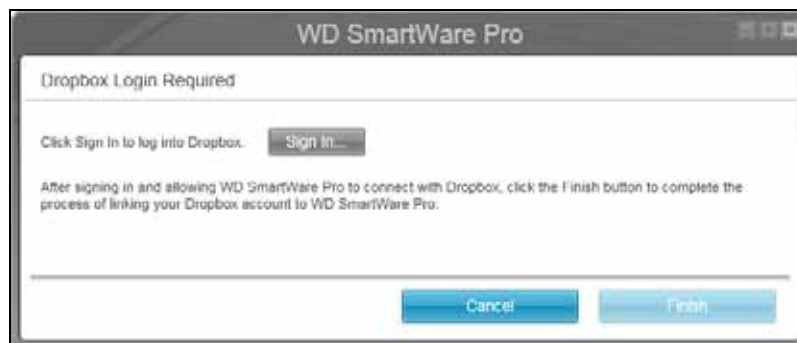 WD SmartWare Pro
Dropbox Login Required
Click Sign In to log into Dropbox. Sign In...
After signing in and allowing WD SmartWare Pro to connect with Dropbox, click the Finish button to complete the
process of linking your Dropbox account to WD SmartWare Pro.
Cancel Finish